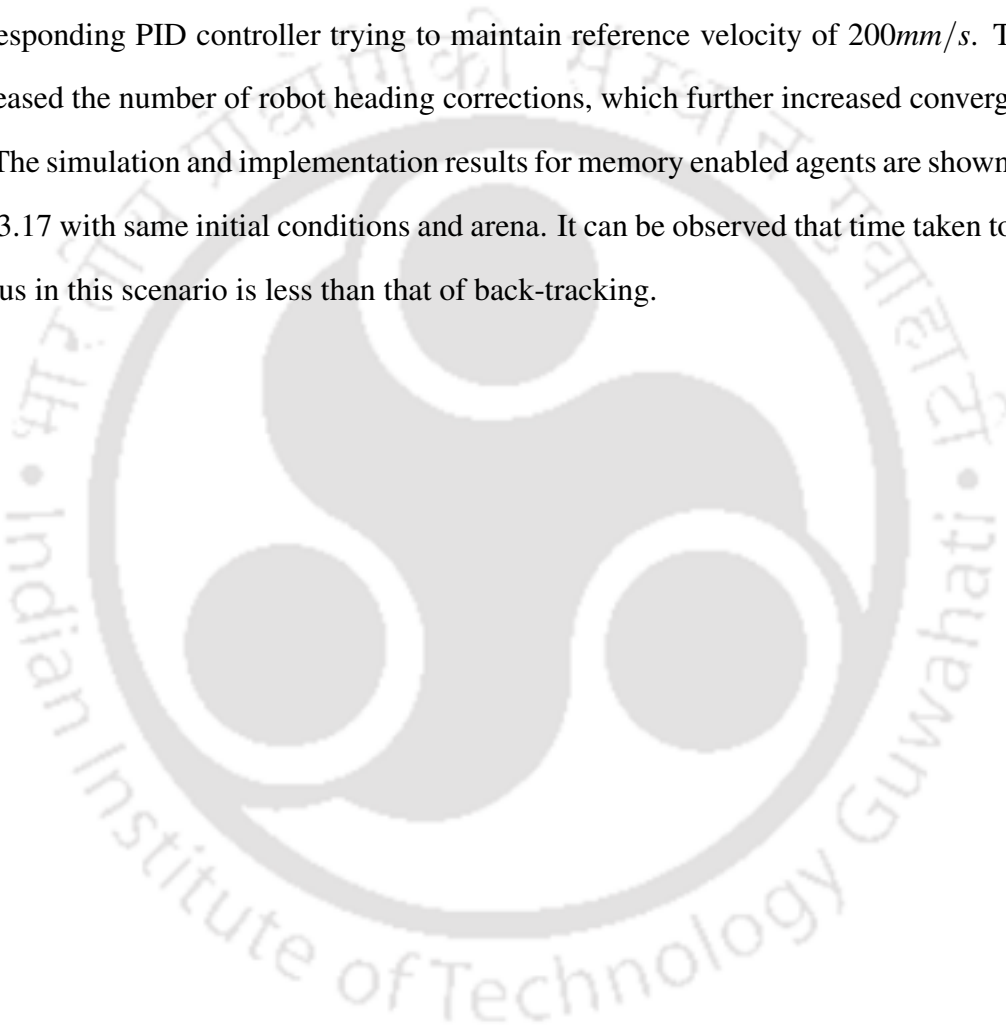 esponding PID controller trying to maintain reference velocity of 200mm/s. T
eased the number of robot heading corrections, which further increased converg
The simulation and implementation results for memory enabled agents are shown
3.17 with same initial conditions and arena. It can be observed that time taken to
us in this scenario is less than that of back-tracking.
Indian Institute of Technology Guwahati